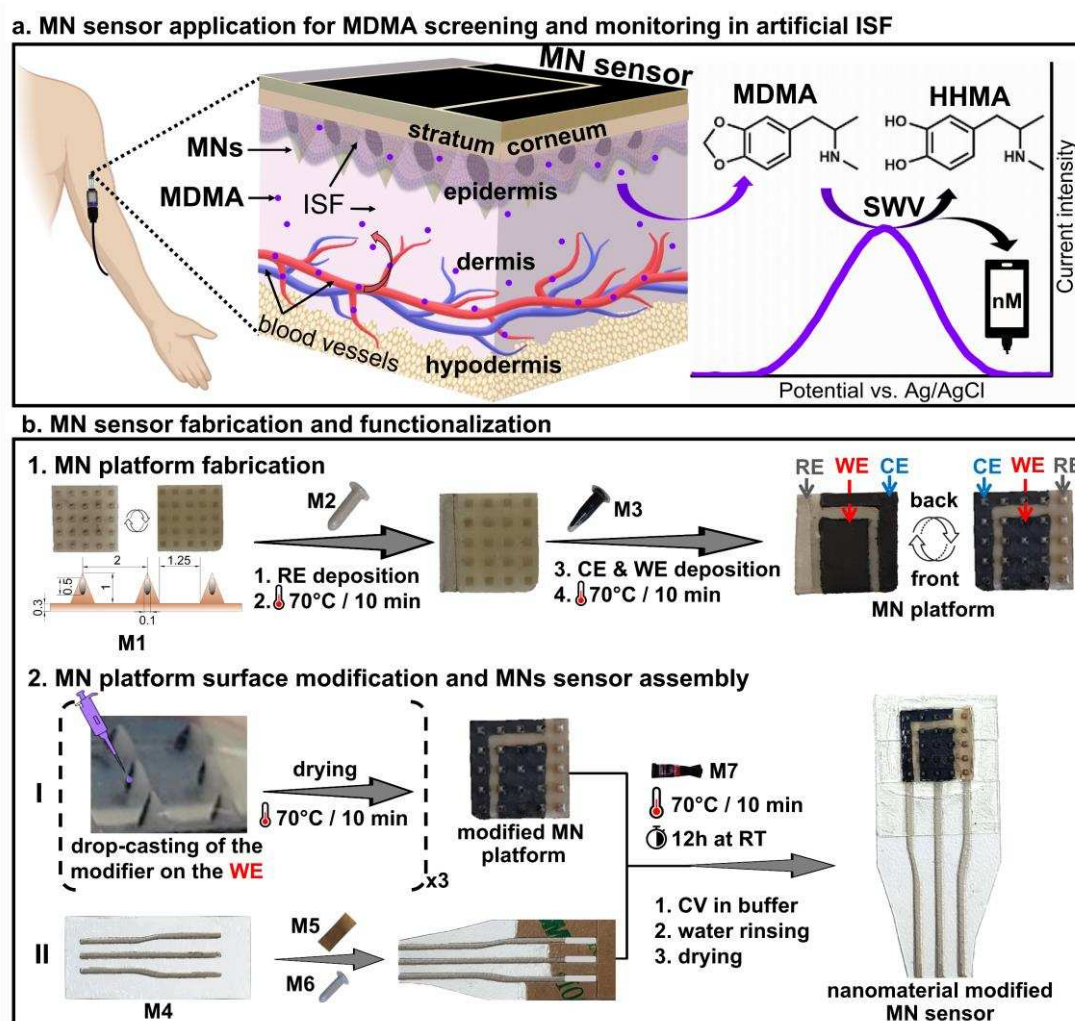 a. MN sensor application for MDMA screening and monitoring in artificial ISF
MN sensor
stratum corneum
MNs
MDMA
ISF
epidermis
dermis
blood vessels
hypodermis
MDMA
HHMA
O
O
HN
HO
HO
HN
SWV
nM
Current intensity
Potential vs. Ag/AgCl
b. MN sensor fabrication and functionalization
1. MN platform fabrication
M2
M3
RE WE CE
CE WE RE
back
front
2
1.25
0.5
1
0.3
0.1
M1
1. RE deposition
2. 70°C / 10 min
3. CE & WE deposition
4. 70°C / 10 min
MN platform
2. MN platform surface modification and MNs sensor assembly
I
drying
70°C / 10 min
drop-casting of the
modifier on the WE
x3
modified MN
platform
M7
70°C / 10 min
12h at RT
1. CV in buffer
2. water rinsing
3. drying
II
M4
M5
M6
nanomaterial modified
MN sensor